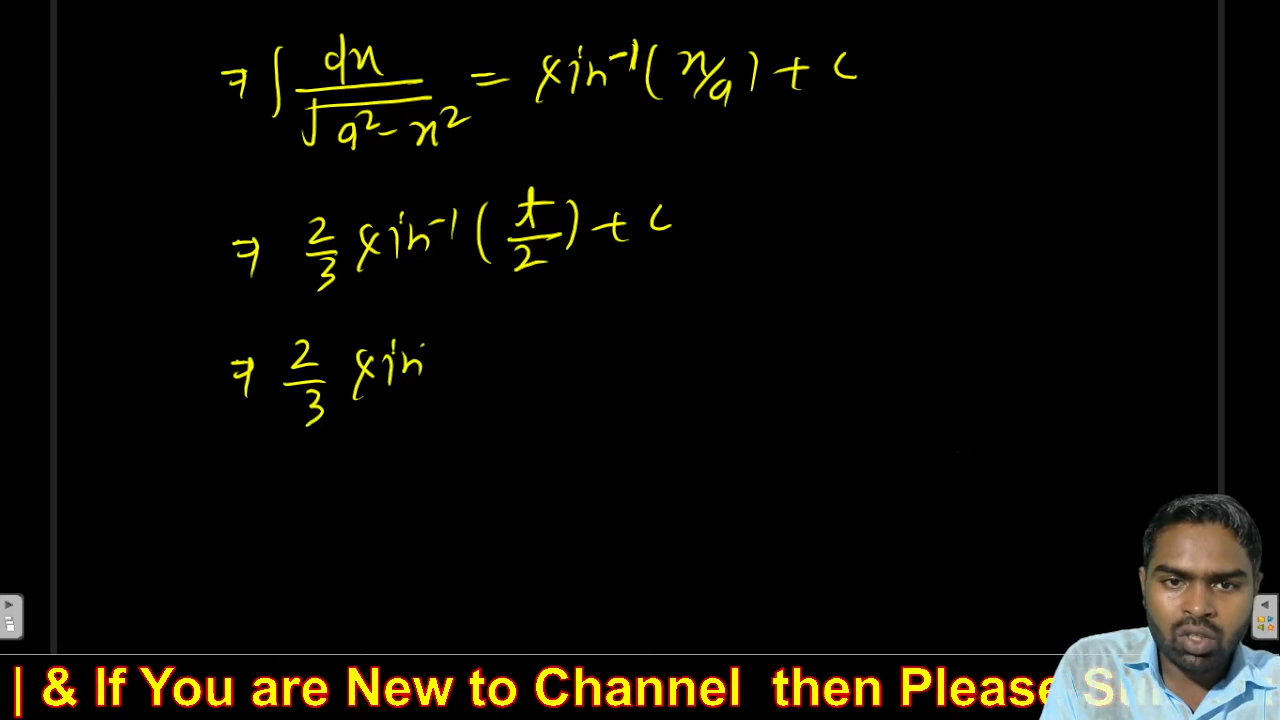 ⇒ ∫ dx / √(a² - x²) = sin⁻¹(x/a) + c
⇒ 2/3 sin⁻¹(t/2) + c
⇒ 2/3 sin
| & If You are New to Channel then Please